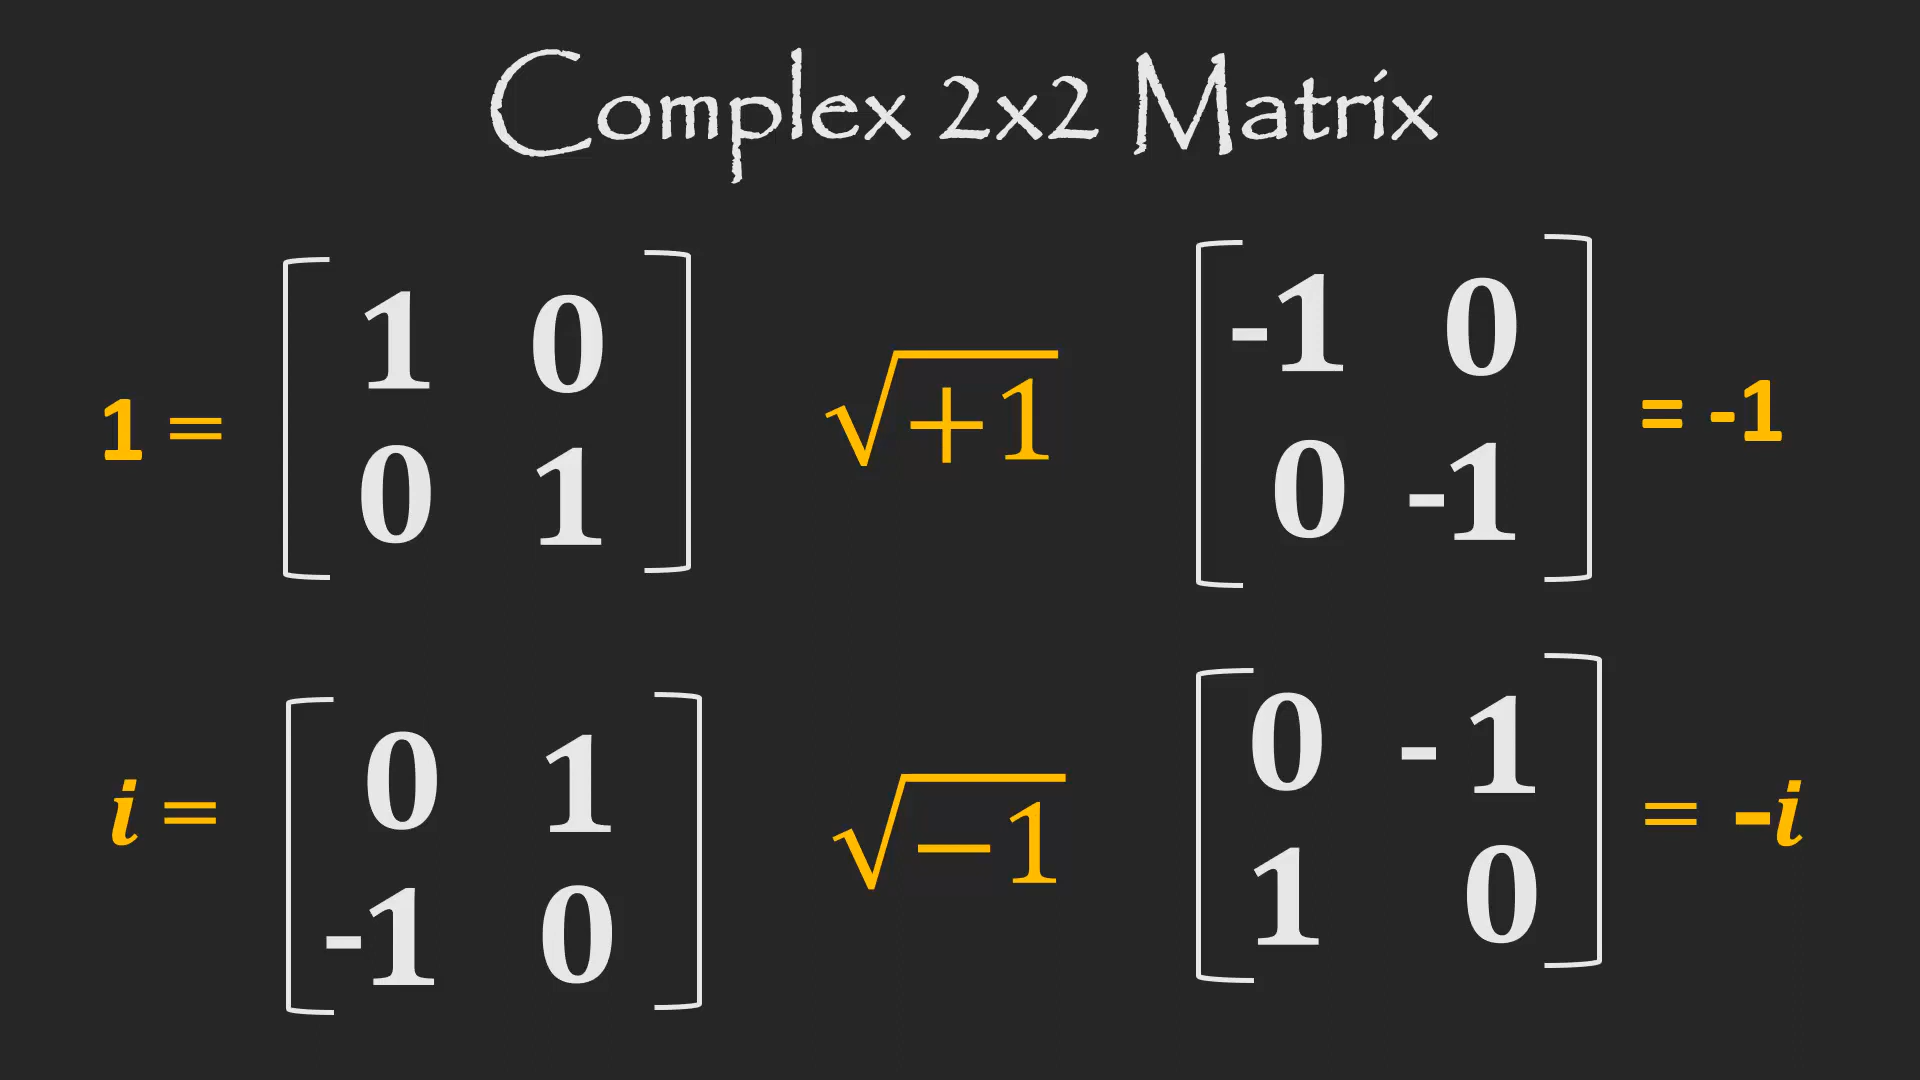 Complex 2x2 Matrix
1 = [1 0 √+1 [-1 0 = -1
0 1] 0 -1]
i = [0 1 √−1 [0 -1 = -i
-1 0] 1 0]